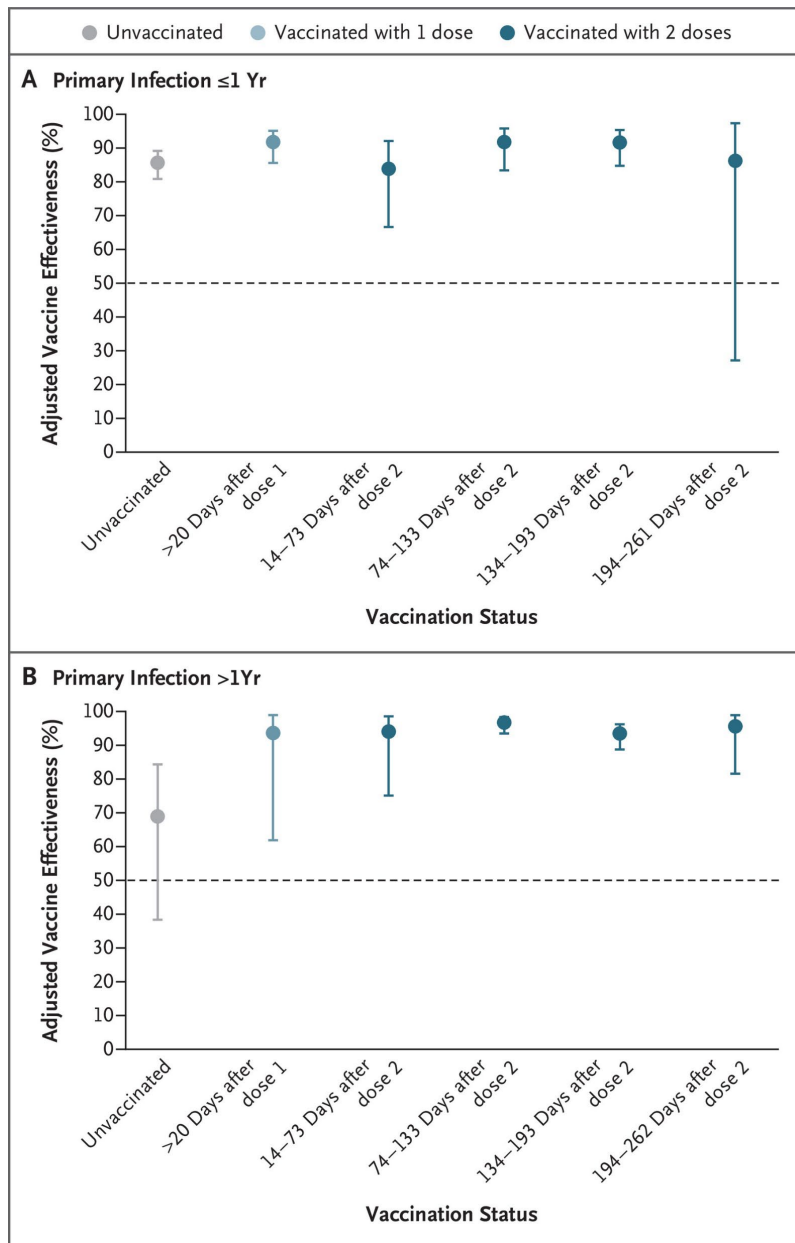 Unvaccinated Vaccinated with 1 dose Vaccinated with 2 doses
A Primary Infection ≤1 Yr
Adjusted Vaccine Effectiveness (%)
100
90
80
70
60
50
40
30
20
10
0
Unvaccinated
>20 Days after
dose 1
14–73 Days after
dose 2
74–133 Days after
dose 2
134–193 Days after
dose 2
194–261 Days after
dose 2
Vaccination Status
B Primary Infection >1Yr
Adjusted Vaccine Effectiveness (%)
100
90
80
70
60
50
40
30
20
10
0
Unvaccinated
>20 Days after
dose 1
14–73 Days after
dose 2
74–133 Days after
dose 2
134–193 Days after
dose 2
194–262 Days after
dose 2
Vaccination Status